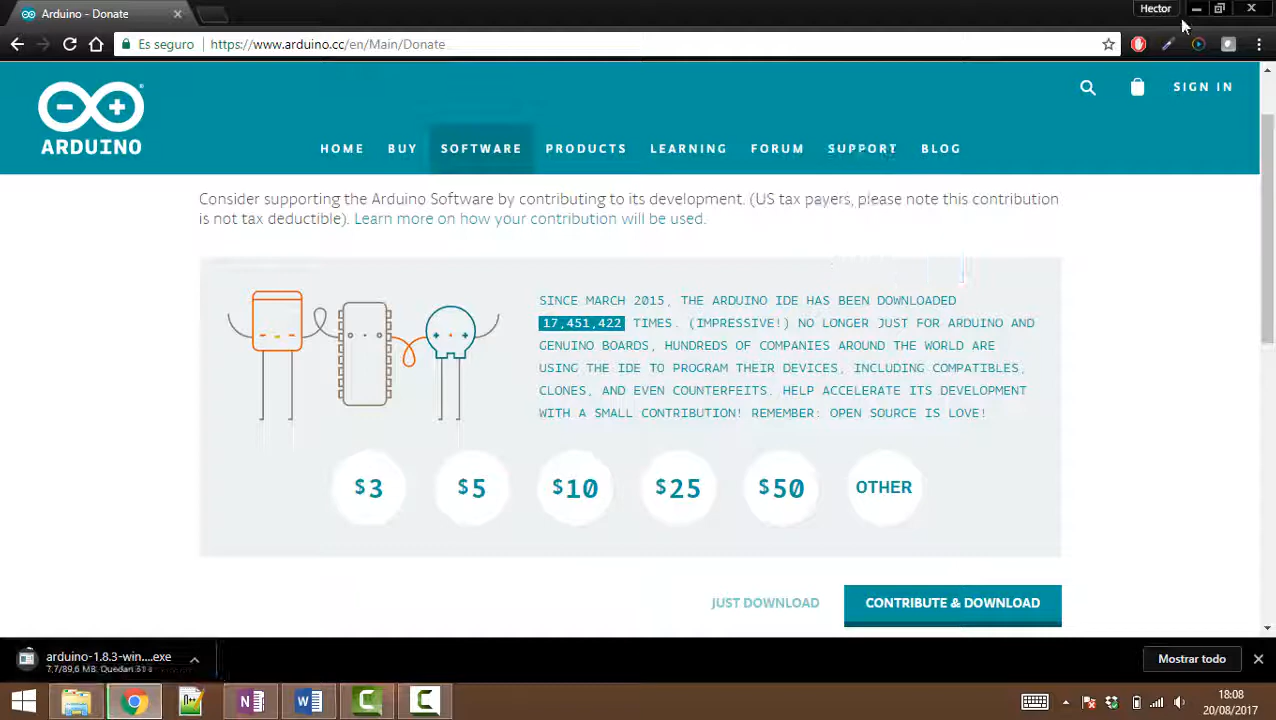 Arduino - Donate
Hector
Es seguro
https://www.arduino.cc/en/Main/Donate
SIGN IN
ARDUINO
HOME BUY SOFTWARE PRODUCTS LEARNING FORUM SUPPORT BLOG
Consider supporting the Arduino Software by contributing to its development. (US tax payers, please note this contribution
is not tax deductible). Learn more on how your contribution will be used.
SINCE MARCH 2015, THE ARDUINO IDE HAS BEEN DOWNLOADED
17,451,422 TIMES. (IMPRESSIVE!) NO LONGER JUST FOR ARDUINO AND
GENUINO BOARDS, HUNDREDS OF COMPANIES AROUND THE WORLD ARE
USING THE IDE TO PROGRAM THEIR DEVICES, INCLUDING COMPATIBLES,
CLONES, AND EVEN COUNTERFEITS. HELP ACCELERATE ITS DEVELOPMENT
WITH A SMALL CONTRIBUTION! REMEMBER: OPEN SOURCE IS LOVE!
$3 $5 $10 $25 $50 OTHER
JUST DOWNLOAD CONTRIBUTE & DOWNLOAD
arduino-1.8.3-win....exe
7,7/89,6 MB. Quedan
Mostrar todo
18:08
20/08/2017